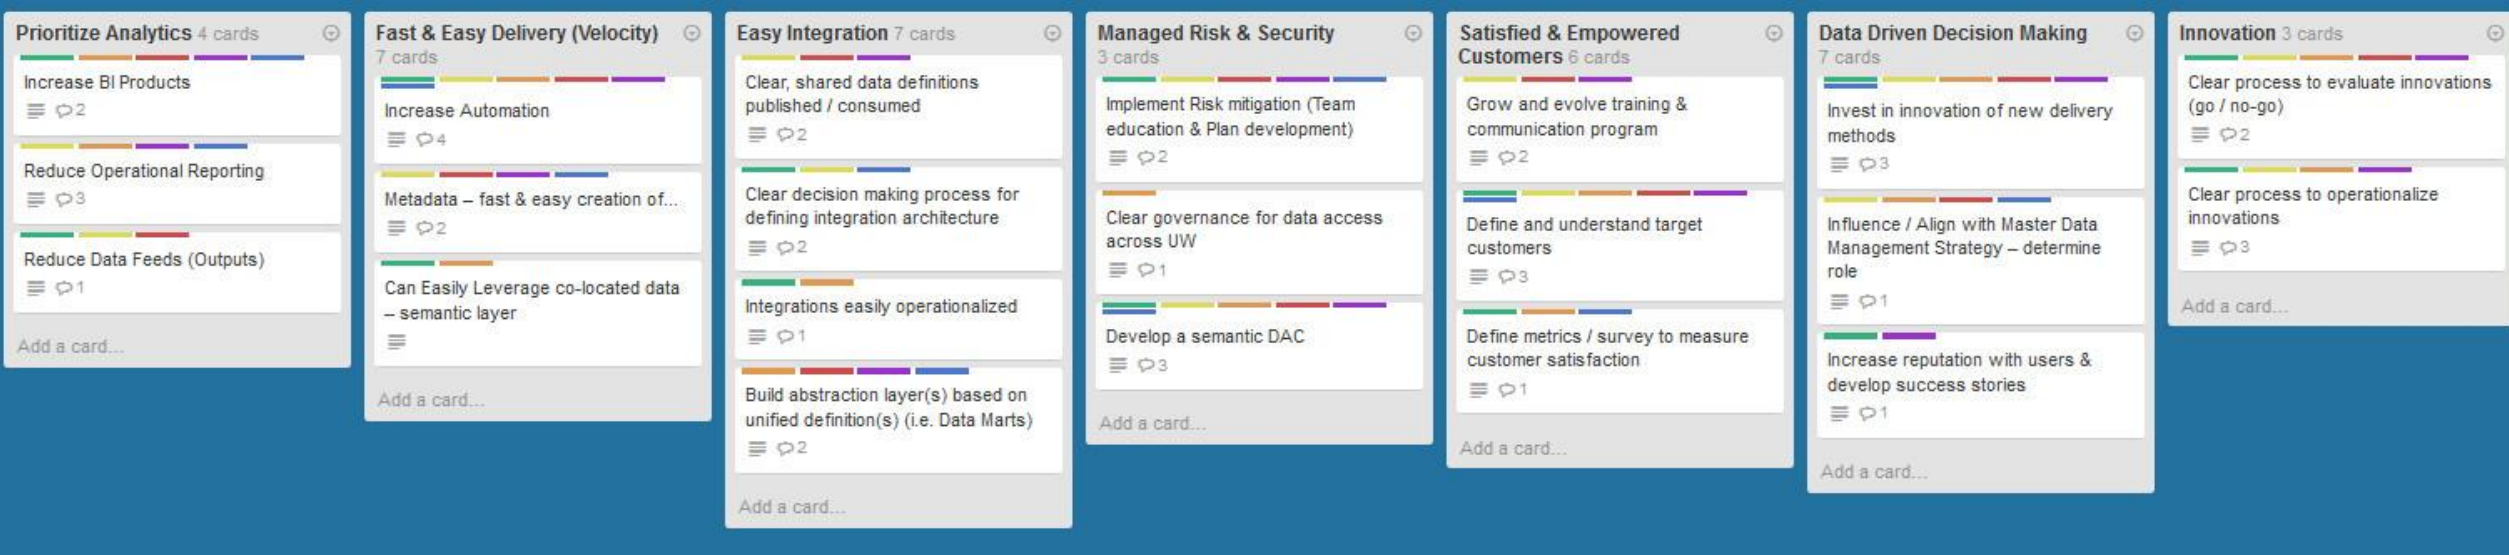 Prioritize Analytics 4 cards
Increase BI Products
2
Reduce Operational Reporting
3
Reduce Data Feeds (Outputs)
1
Add a card...
Fast & Easy Delivery (Velocity)
7 cards
Increase Automation
4
Metadata – fast & easy creation of...
2
Can Easily Leverage co-located data
– semantic layer
Add a card...
Easy Integration 7 cards
Clear, shared data definitions
published / consumed
2
Clear decision making process for
defining integration architecture
2
Integrations easily operationalized
1
Build abstraction layer(s) based on
unified definition(s) (i.e. Data Marts)
2
Add a card...
Managed Risk & Security
3 cards
Implement Risk mitigation (Team
education & Plan development)
2
Clear governance for data access
across UW
1
Develop a semantic DAC
3
Add a card...
Satisfied & Empowered
Customers 6 cards
Grow and evolve training &
communication program
2
Define and understand target
customers
3
Define metrics / survey to measure
customer satisfaction
1
Add a card...
Data Driven Decision Making
7 cards
Invest in innovation of new delivery
methods
3
Influence / Align with Master Data
Management Strategy – determine
role
1
Increase reputation with users &
develop success stories
1
Add a card...
Innovation 3 cards
Clear process to evaluate innovations
(go / no-go)
2
Clear process to operationalize
innovations
3
Add a card...